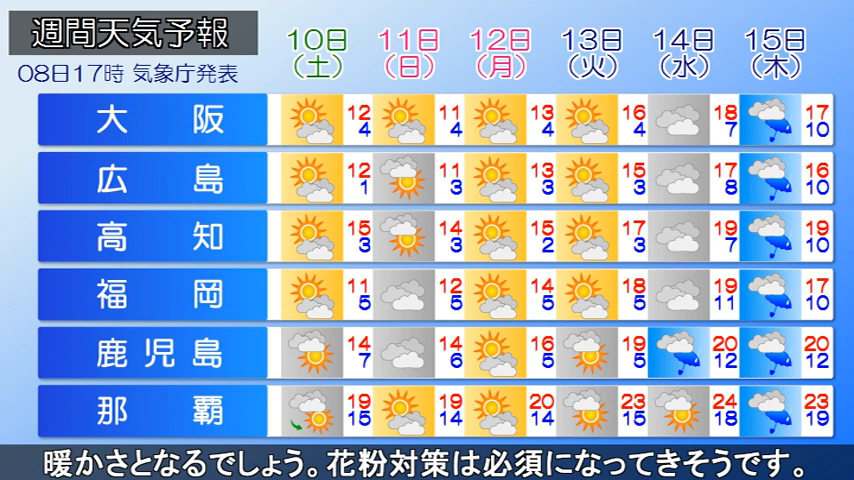 週間天気予報
08日17時 気象庁発表
10日 11日 12日 13日 14日 15日
(土) (日) (月) (火) (水) (木)
大阪 12 4 11 4 13 4 16 4 18 7 17 10
広島 12 1 11 3 13 3 15 3 17 8 16 10
高知 15 3 14 3 15 2 17 3 19 7 19 10
福岡 11 5 12 5 14 5 18 5 19 11 17 10
鹿児島 14 7 14 6 16 5 19 5 20 12 20 12
那覇 19 15 19 14 20 14 23 15 24 18 23 19
暖かさとなるでしょう。花粉対策は必須になってきそうです。